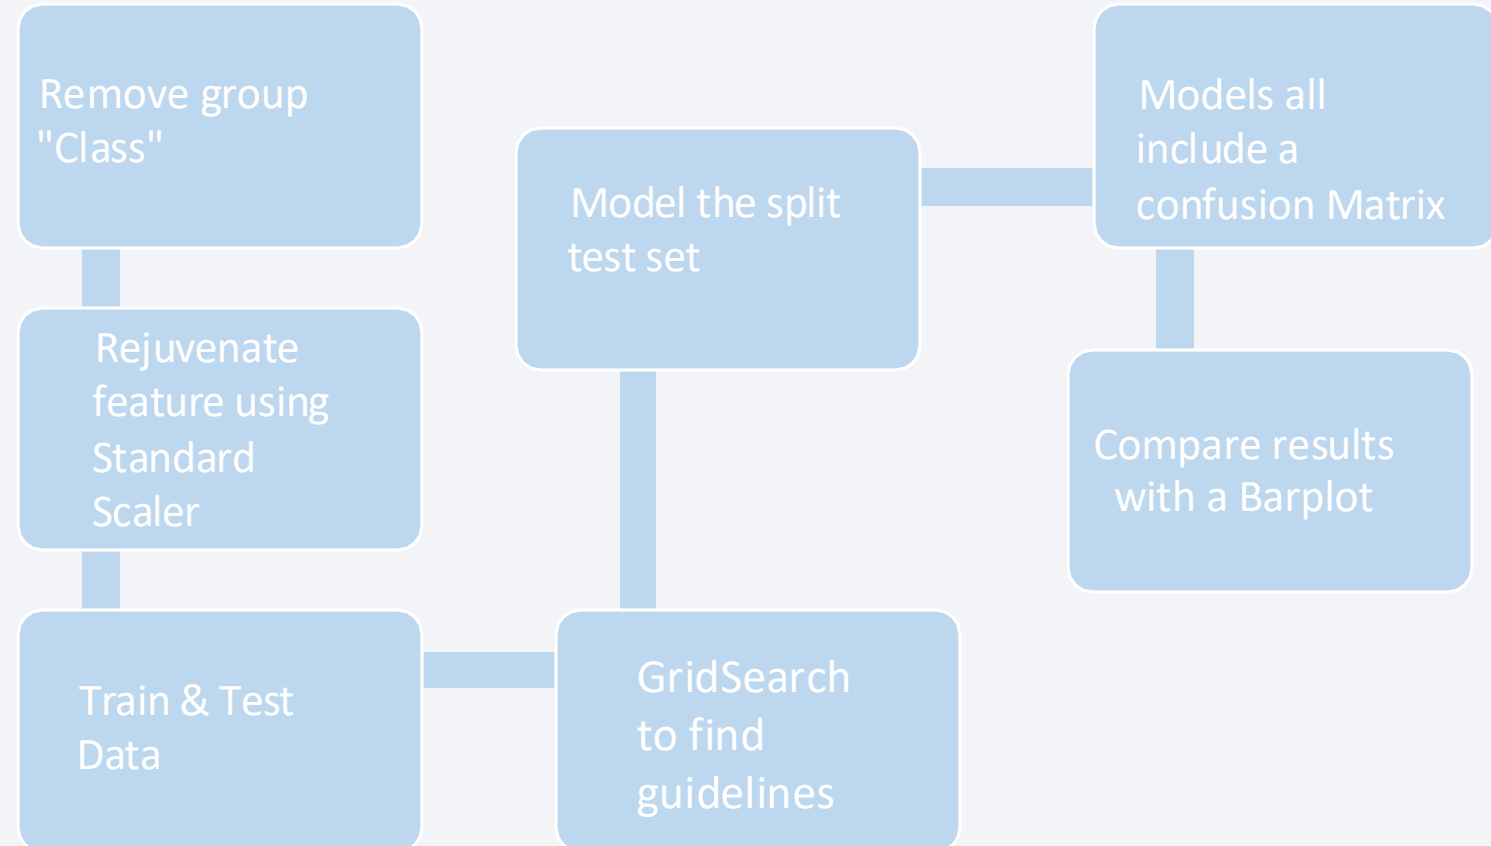 Remove group
"Class"
Rejuvenate
feature using
Standard
Scaler
Train & Test
Data
GridSearch
to find
guidelines
Model the split
test set
Models all
include a
confusion Matrix
Compare results
with a Barplot